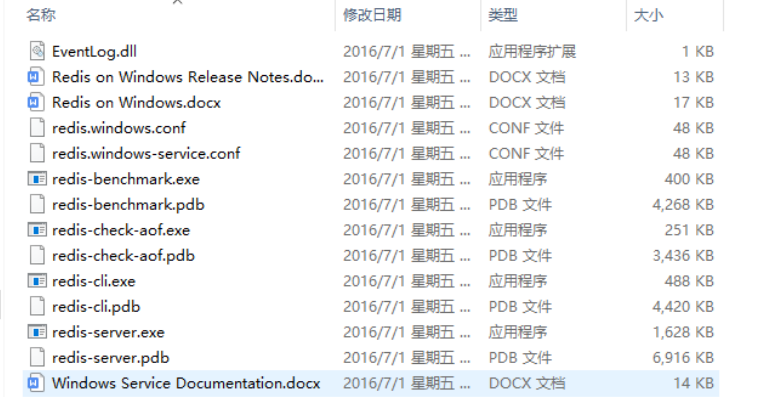 名称 修改日期 类型 大小
EventLog.dll 2016/7/1 星期五 ... 应用程序扩展 1 KB
Redis on Windows Release Notes.do... 2016/7/1 星期五 ... DOCX 文档 13 KB
Redis on Windows.docx 2016/7/1 星期五 ... DOCX 文档 17 KB
redis.windows.conf 2016/7/1 星期五 ... CONF 文件 48 KB
redis.windows-service.conf 2016/7/1 星期五 ... CONF 文件 48 KB
redis-benchmark.exe 2016/7/1 星期五 ... 应用程序 400 KB
redis-benchmark.pdb 2016/7/1 星期五 ... PDB 文件 4,268 KB
redis-check-aof.exe 2016/7/1 星期五 ... 应用程序 251 KB
redis-check-aof.pdb 2016/7/1 星期五 ... PDB 文件 3,436 KB
redis-cli.exe 2016/7/1 星期五 ... 应用程序 488 KB
redis-cli.pdb 2016/7/1 星期五 ... PDB 文件 4,420 KB
redis-server.exe 2016/7/1 星期五 ... 应用程序 1,628 KB
redis-server.pdb 2016/7/1 星期五 ... PDB 文件 6,916 KB
Windows Service Documentation.docx 2016/7/1 星期五 ... DOCX 文档 14 KB